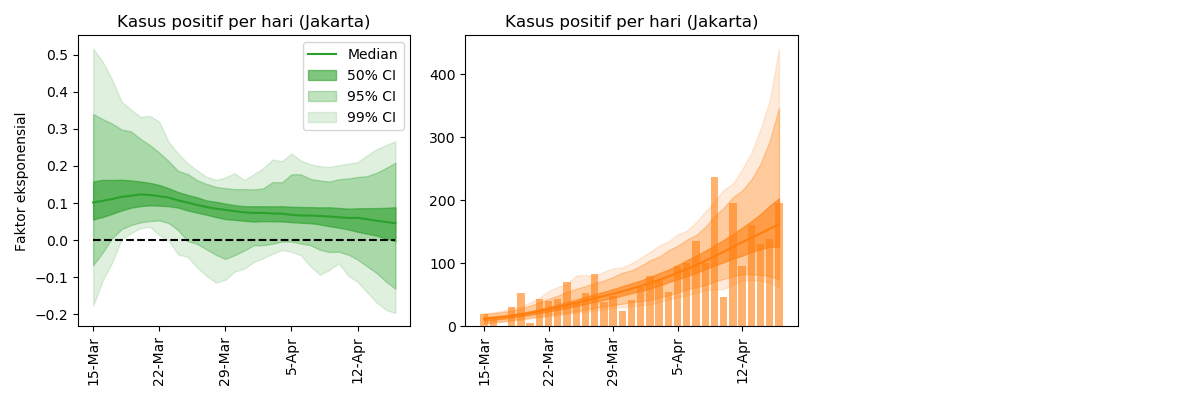 Kasus positif per hari (Jakarta)
Faktor eksponensial
0.5
0.4
0.3
0.2
0.1
0.0
−0.1
−0.2
Median
50% CI
95% CI
99% CI
15-Mar
22-Mar
29-Mar
5-Apr
12-Apr
Kasus positif per hari (Jakarta)
400
300
200
100
0
15-Mar
22-Mar
29-Mar
5-Apr
12-Apr